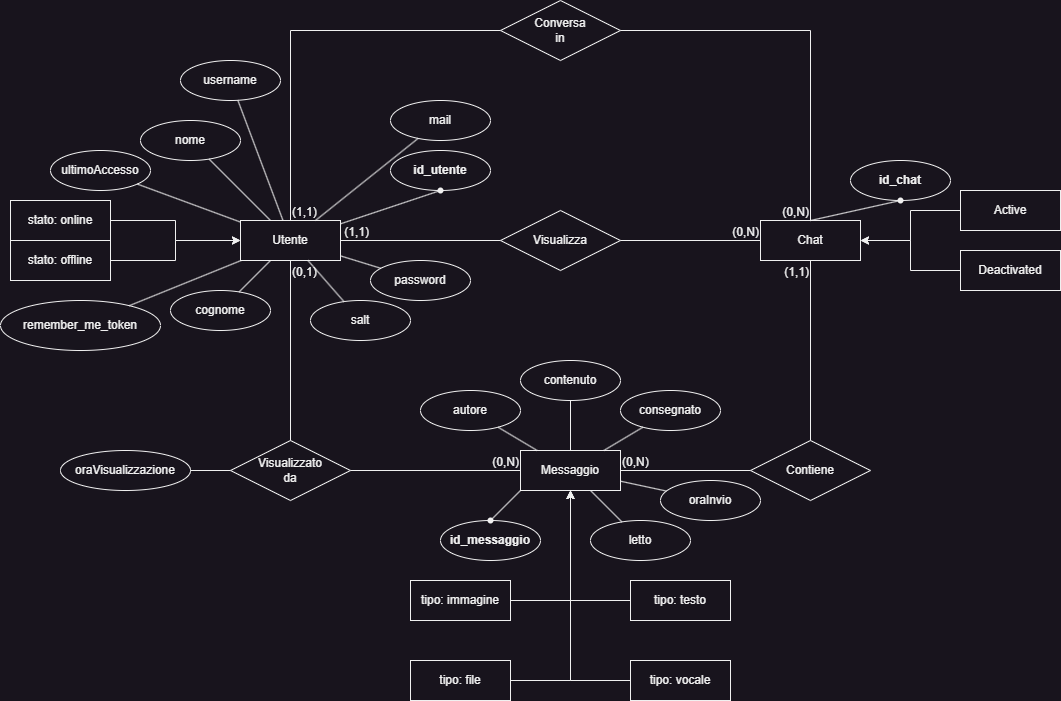 Conversa
in
username
mail
nome
ultimoAccesso
id_utente
id_chat
stato: online
(1,1)
(0,N)
Active
(1,1)
(0,N)
Utente
Visualizza
Chat
stato: offline
(0,1)
(1,1)
Deactivated
password
cognome
salt
remember_me_token
contenuto
autore
consegnato
Visualizzato
da
(0,N)
(0,N)
oraVisualizzazione
Messaggio
Contiene
oraInvio
id_messaggio
letto
tipo: immagine
tipo: testo
tipo: file
tipo: vocale